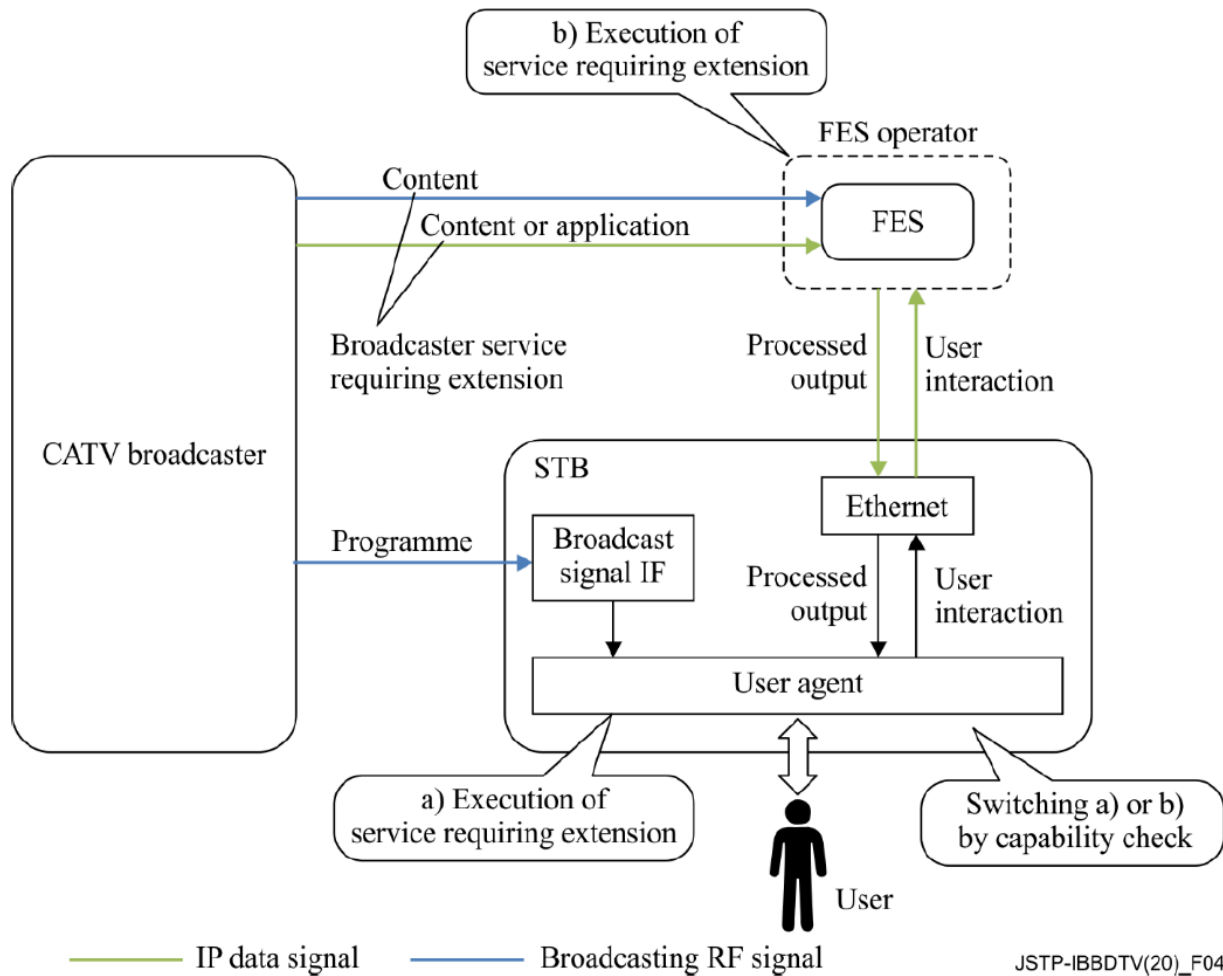 b) Execution of
service requiring extension
FES operator
Content
FES
Content or application
Broadcaster service
requiring extension
Processed
output
User
interaction
CATV broadcaster
STB
Ethernet
Programme
Broadcast
signal IF
Processed
output
User
interaction
User agent
a) Execution of
service requiring extension
Switching a) or b)
by capability check
User
IP data signal
Broadcasting RF signal
JSTP-IBBDTV(20)_F04